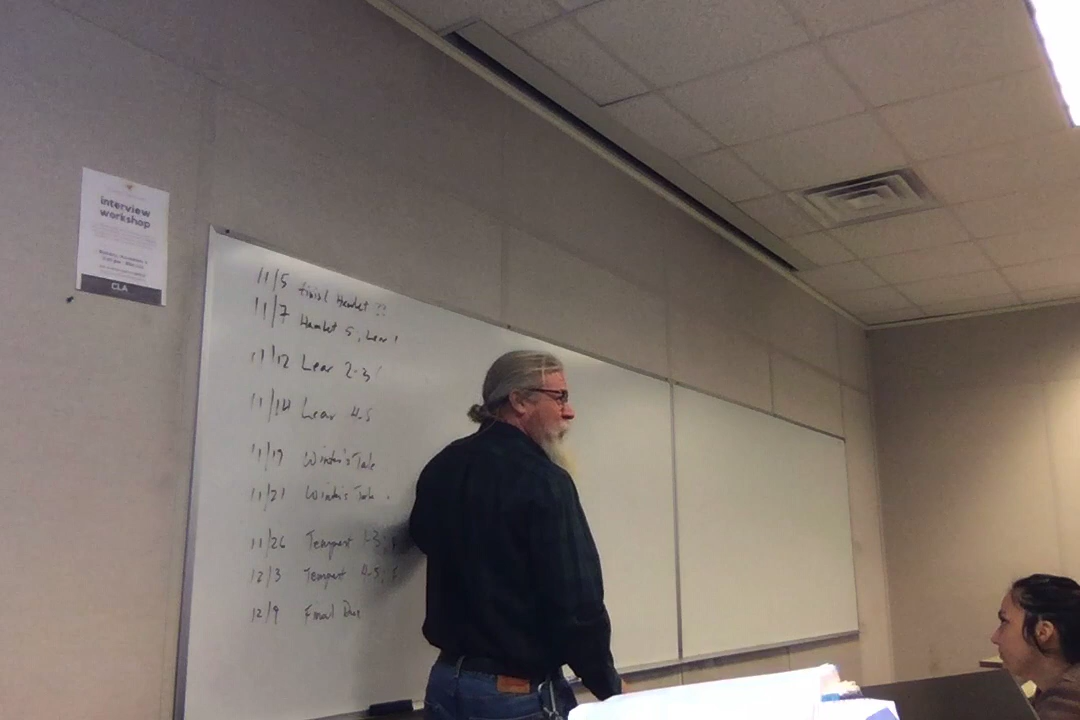 interview
workshop
CLA
11/5 finish Hamlet
11/7 Hamlet 5, Lear 1
11/12 Lear 2-3
11/14 Lear 4-5
11/19 Winter's Tale
11/21 Winter's Tale
11/26 Tempest 1-3;
12/3 Tempest 4-5;
12/9 Final Due